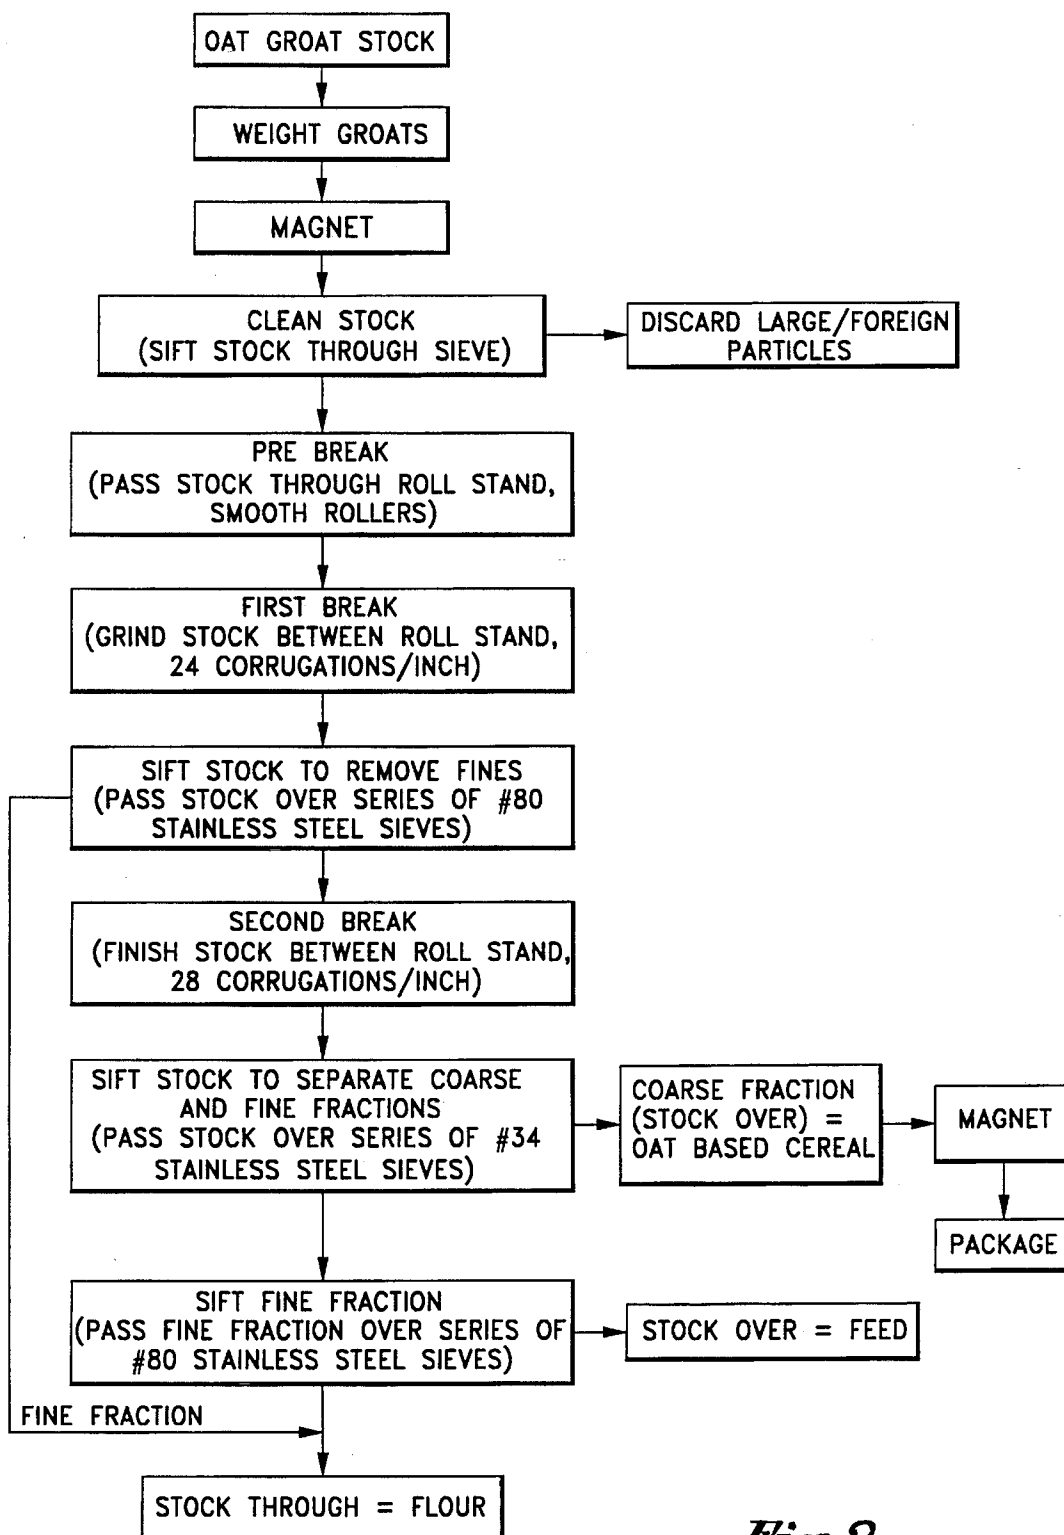 OAT GROAT STOCK
WEIGHT GROATS
MAGNET
CLEAN STOCK
(SIFT STOCK THROUGH SIEVE)
DISCARD LARGE/FOREIGN
PARTICLES
PRE BREAK
(PASS STOCK THROUGH ROLL STAND,
SMOOTH ROLLERS)
FIRST BREAK
(GRIND STOCK BETWEEN ROLL STAND,
24 CORRUGATIONS/INCH)
SIFT STOCK TO REMOVE FINES
(PASS STOCK OVER SERIES OF #80
STAINLESS STEEL SIEVES)
SECOND BREAK
(FINISH STOCK BETWEEN ROLL STAND,
28 CORRUGATIONS/INCH)
SIFT STOCK TO SEPARATE COARSE
AND FINE FRACTIONS
(PASS STOCK OVER SERIES OF #34
STAINLESS STEEL SIEVES)
COARSE FRACTION
(STOCK OVER) =
OAT BASED CEREAL
MAGNET
PACKAGE
SIFT FINE FRACTION
(PASS FINE FRACTION OVER SERIES OF
#80 STAINLESS STEEL SIEVES)
STOCK OVER = FEED
FINE FRACTION
STOCK THROUGH = FLOUR